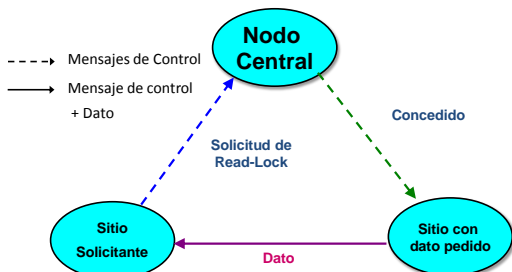 Nodo
Central
Mensajes de Control
Mensaje de control
+ Dato
Concedido
Solicitud de
Read-Lock
Sitio
Solicitante
Sitio con
dato pedido
Dato